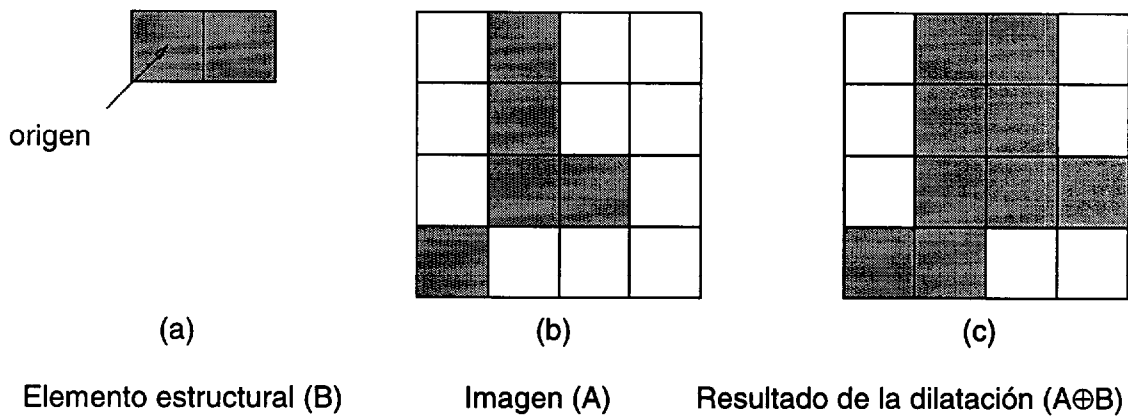 origen
(a)
(b)
(c)
Elemento estructural (B)
Imagen (A)
Resultado de la dilatación (A⊕B)